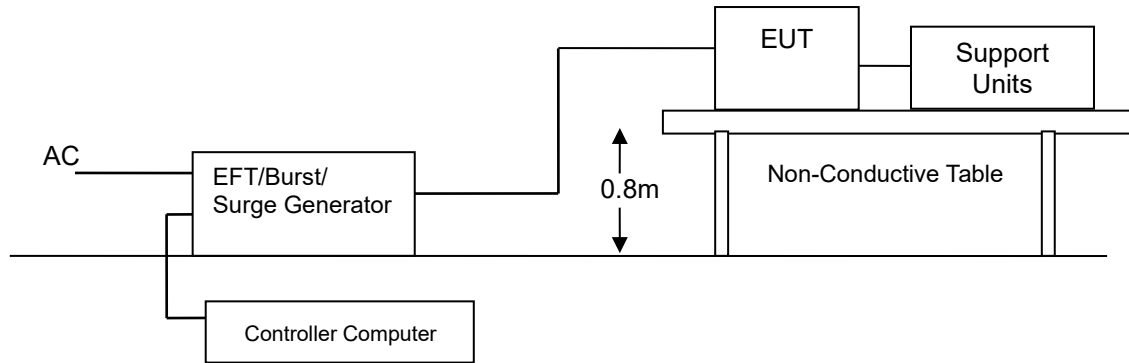 EUT
Support
Units
AC
EFT/Burst/
Surge Generator
0.8m
Non-Conductive Table
Controller Computer